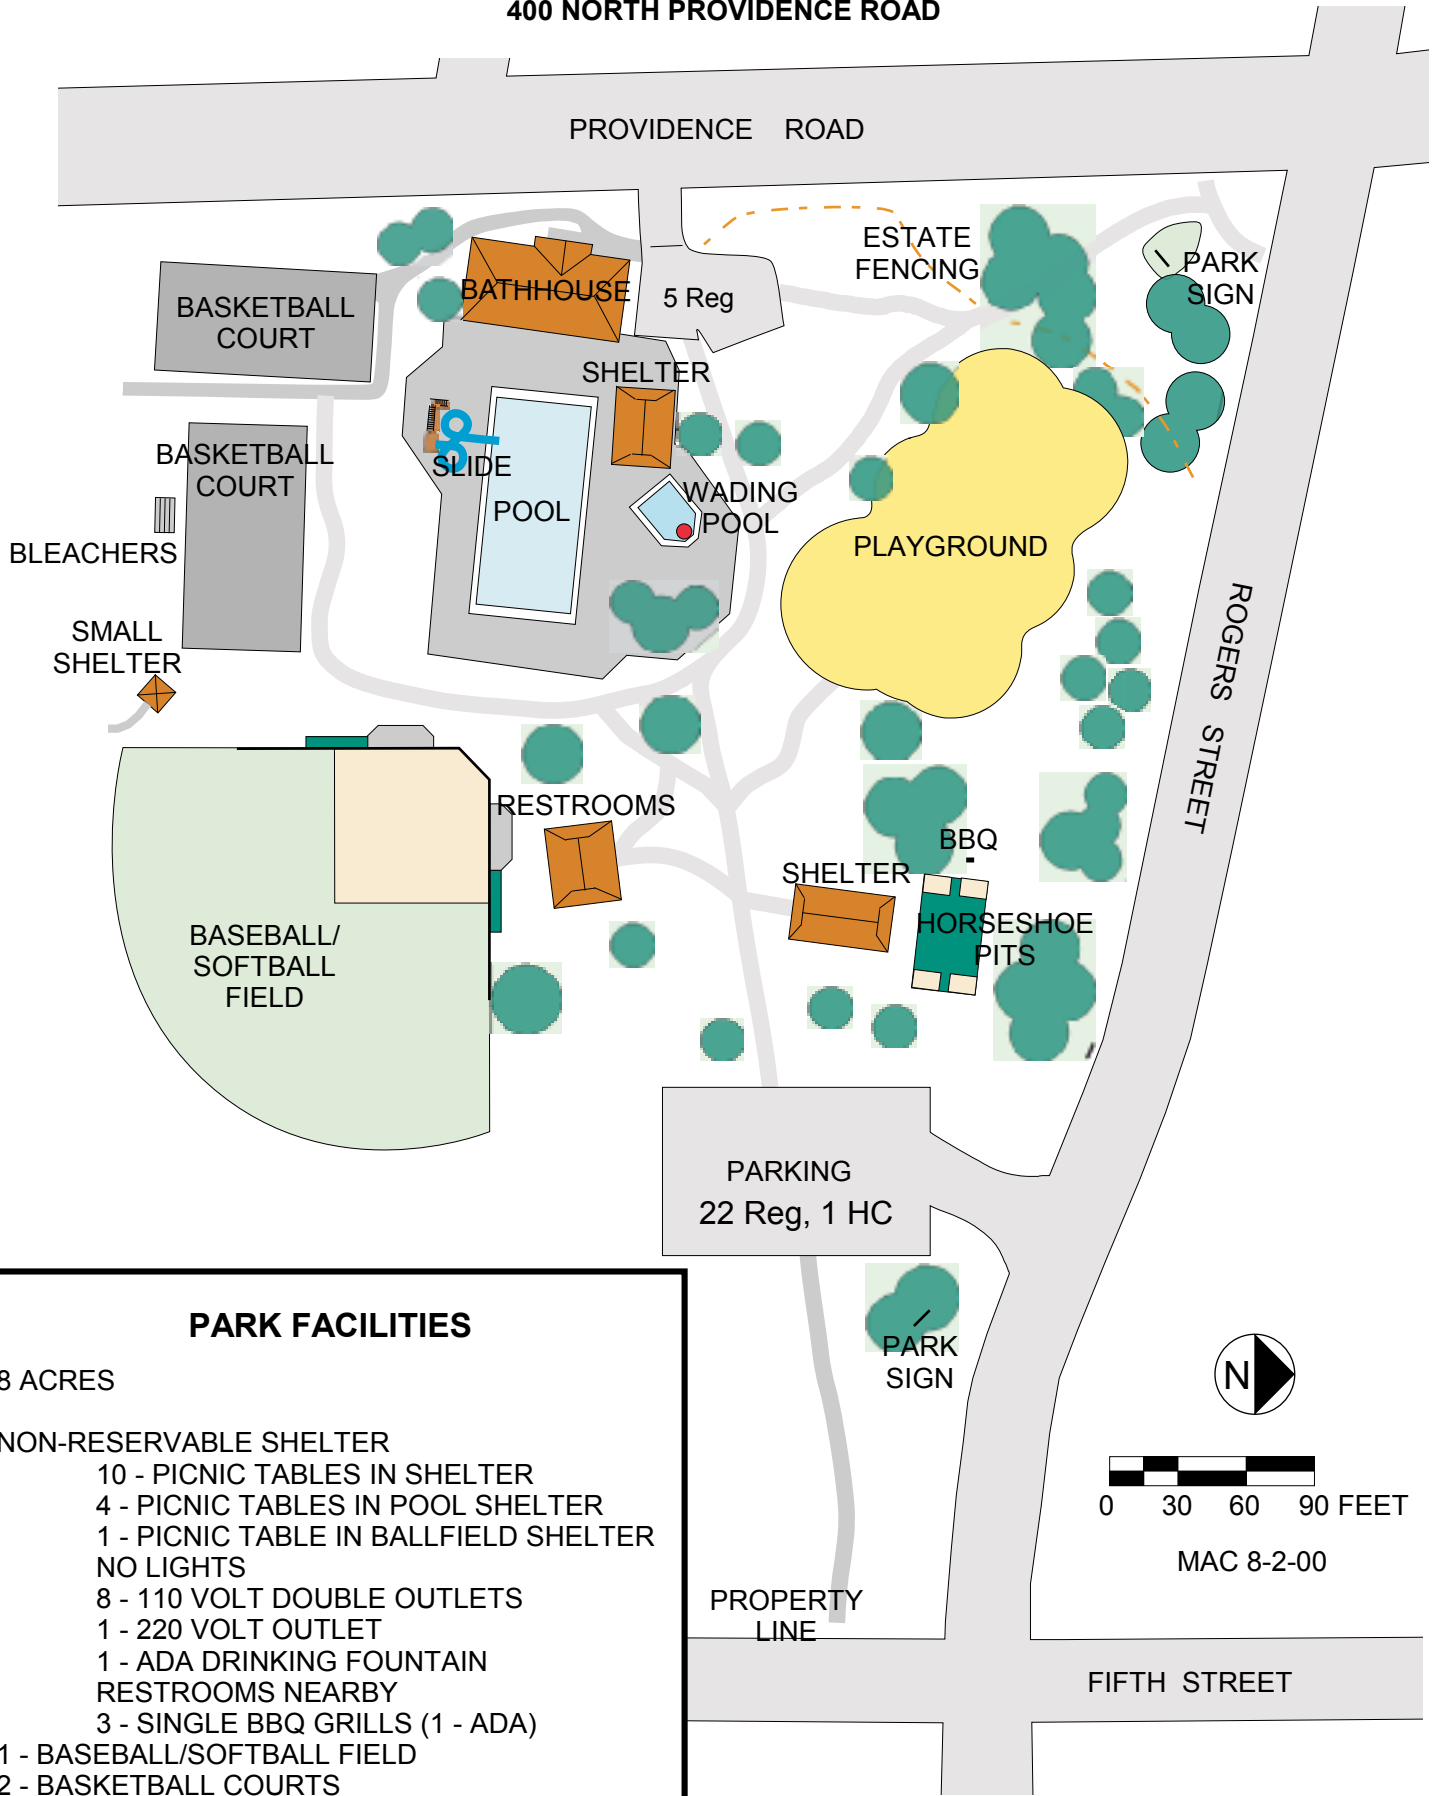 400 NORTH PROVIDENCE ROAD
PROVIDENCE ROAD
ESTATE
FENCING
PARK
SIGN
BATHHOUSE
5 Reg
BASKETBALL
COURT
SHELTER
BASKETBALL
COURT
SLIDE
POOL
WADING
POOL
PLAYGROUND
BLEACHERS
SMALL
SHELTER
ROGERS STREET
RESTROOMS
BBQ
SHELTER
HORSESHOE
PITS
BASEBALL/
SOFTBALL
FIELD
PARKING
22 Reg, 1 HC
PARK
SIGN
N
0 30 60 90 FEET
MAC 8-2-00
PROPERTY
LINE
FIFTH STREET
PARK FACILITIES
8 ACRES
NON-RESERVABLE SHELTER
10 - PICNIC TABLES IN SHELTER
4 - PICNIC TABLES IN POOL SHELTER
1 - PICNIC TABLE IN BALLFIELD SHELTER
NO LIGHTS
8 - 110 VOLT DOUBLE OUTLETS
1 - 220 VOLT OUTLET
1 - ADA DRINKING FOUNTAIN
RESTROOMS NEARBY
3 - SINGLE BBQ GRILLS (1 - ADA)
1 - BASEBALL/SOFTBALL FIELD
2 - BASKETBALL COURTS